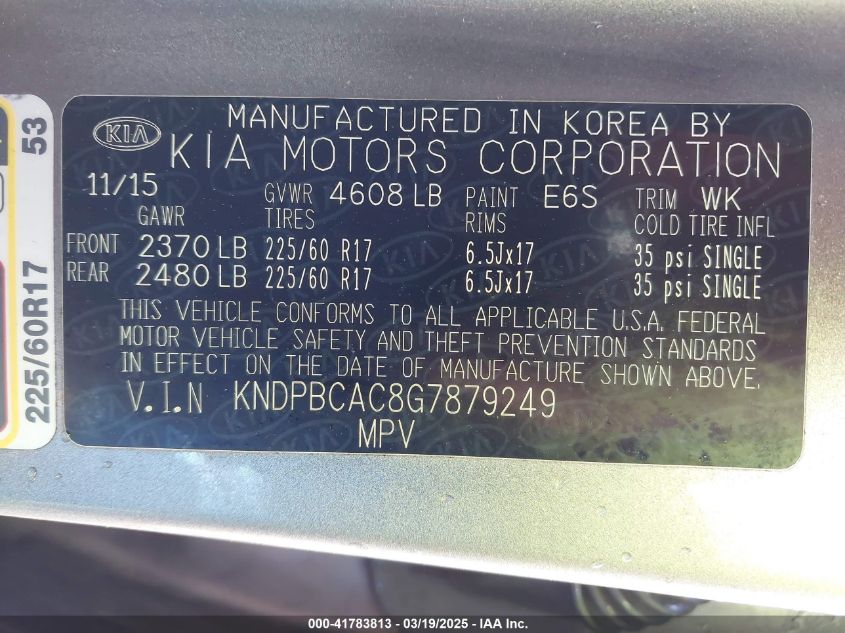 MANUFACTURED IN KOREA BY
KIA
KIA MOTORS CORPORATION
11/15 GVWR 4608 LB PAINT E6S TRIM WK
GAWR TIRES RIMS COLD TIRE INFL
FRONT 2370 LB 225/60 R17 6.5Jx17 35 psi SINGLE
REAR 2480 LB 225/60 R17 6.5Jx17 35 psi SINGLE
THIS VEHICLE CONFORMS TO ALL APPLICABLE U.S.A. FEDERAL
MOTOR VEHICLE SAFETY AND THEFT PREVENTION STANDARDS
IN EFFECT ON THE DATE OF MANUFACTURE SHOWN ABOVE.
V.I.N KNDPBCAC8G7879249
MPV
53
225/60R17
000-41783813 - 03/19/2025 - IAA Inc.